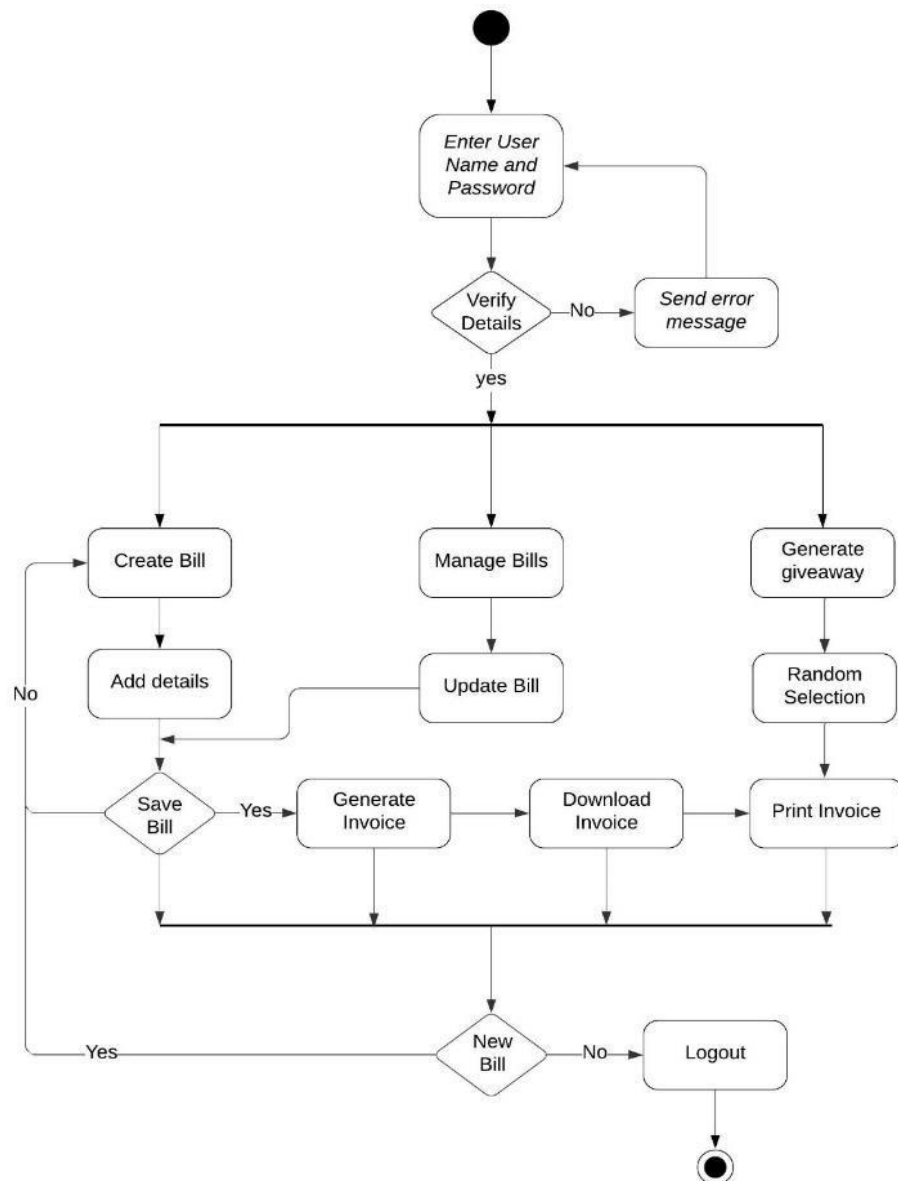 Enter User
Name and
Password
Verify
Details
No
Send error
message
yes
Create Bill
Manage Bills
Generate
giveaway
Add details
Update Bill
Random
Selection
No
Save
Bill
Yes
Generate
Invoice
Download
Invoice
Print Invoice
Yes
New
Bill
No
Logout